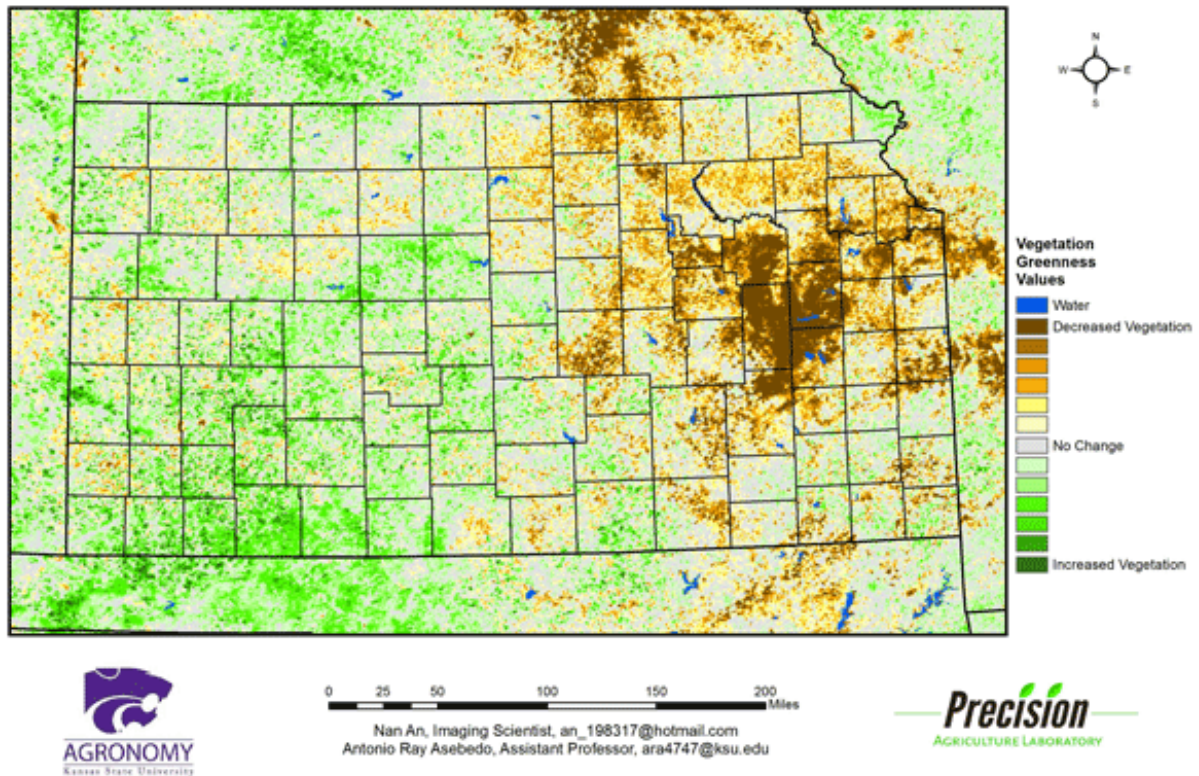 N
W
E
S
Vegetation
Greenness
Values
Water
Decreased Vegetation
No Change
Increased Vegetation
0 25 50 100 150 200
Miles
Nan An, Imaging Scientist, an_198317@hotmail.com
Antonio Ray Asebedo, Assistant Professor, ara4747@ksu.edu
AGRONOMY
Kansas State University
Precision
AGRICULTURE LABORATORY